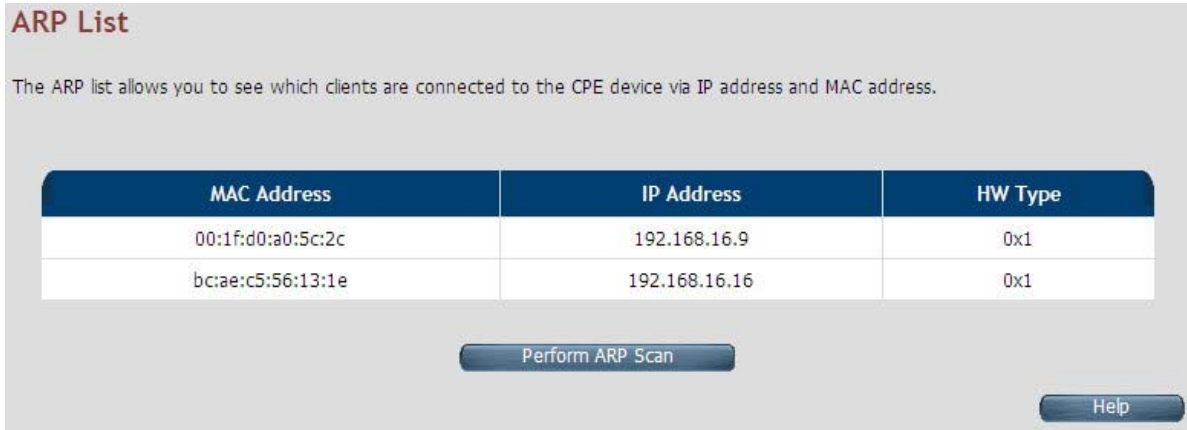 ARP List
The ARP list allows you to see which clients are connected to the CPE device via IP address and MAC address.
MAC Address IP Address HW Type
00:1f:d0:a0:5c:2c 192.168.16.9 0x1
bc:ae:c5:56:13:1e 192.168.16.16 0x1
Perform ARP Scan
Help